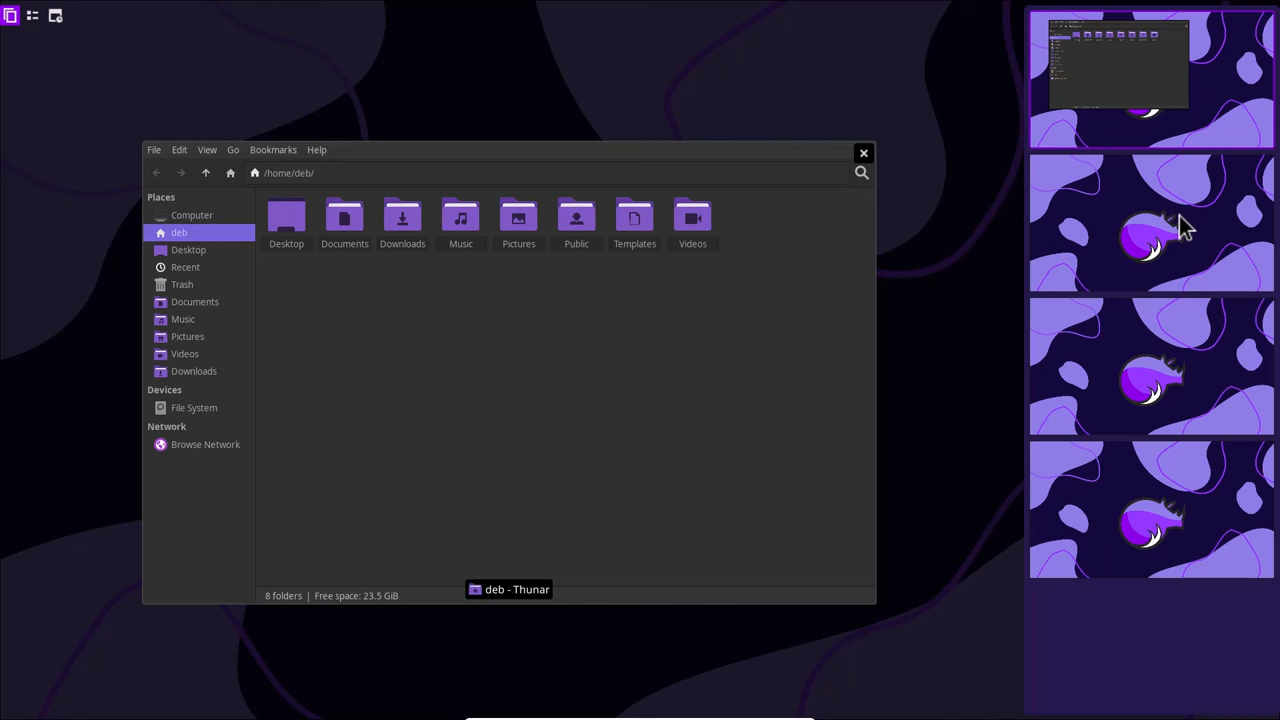 File Edit View Go Bookmarks Help
/home/deb/
Places
Computer
deb
Desktop
Recent
Trash
Documents
Music
Pictures
Videos
Downloads
Devices
File System
Network
Browse Network
Desktop Documents Downloads Music Pictures Public Templates Videos
8 folders | Free space: 23.5 GiB
deb - Thunar